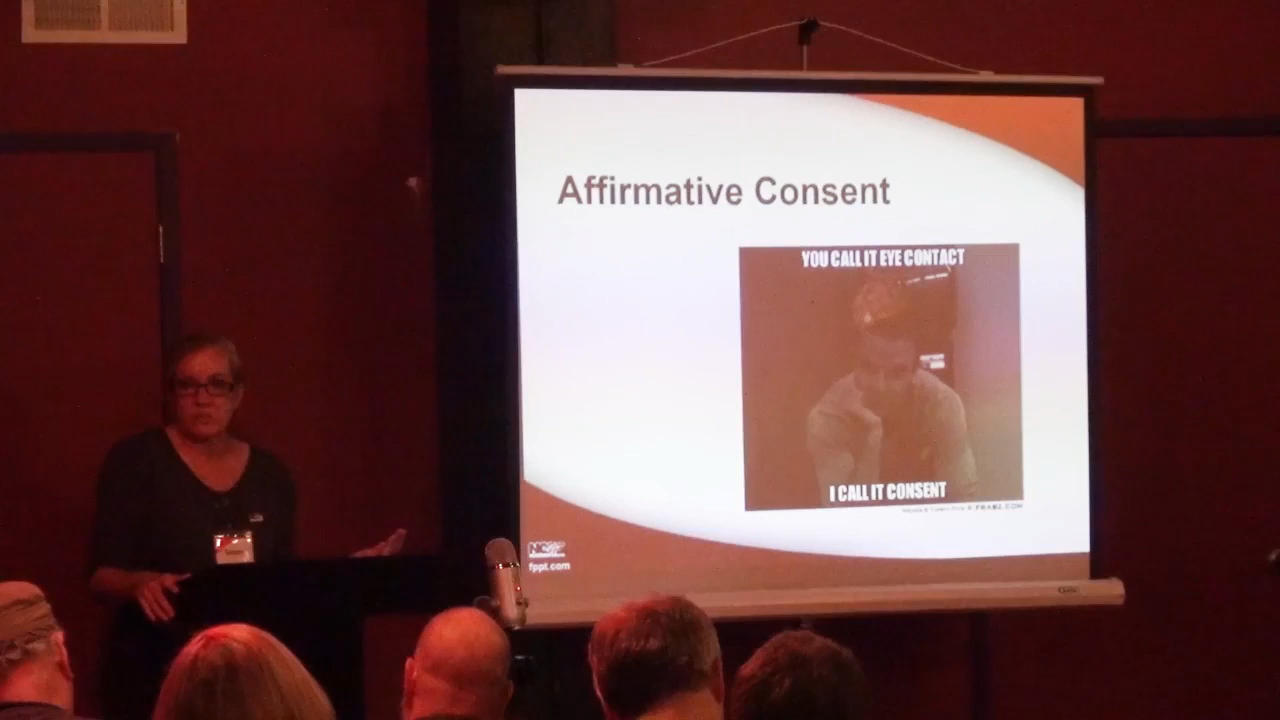 Affirmative Consent
YOU CALL IT EYE CONTACT
I CALL IT CONSENT
fppt.com